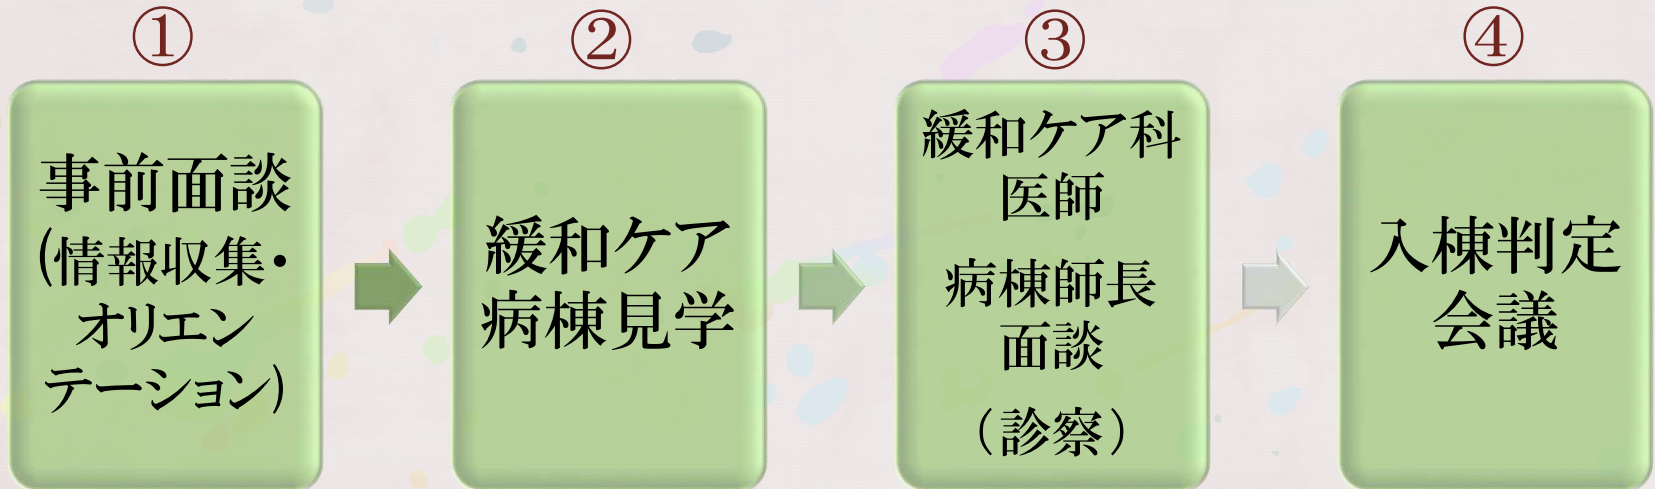 ①
事前面談
(情報収集・
オリエン
テーション)
②
緩和ケア
病棟見学
③
緩和ケア科
医師
病棟師長
面談
（診察）
④
入棟判定
会議